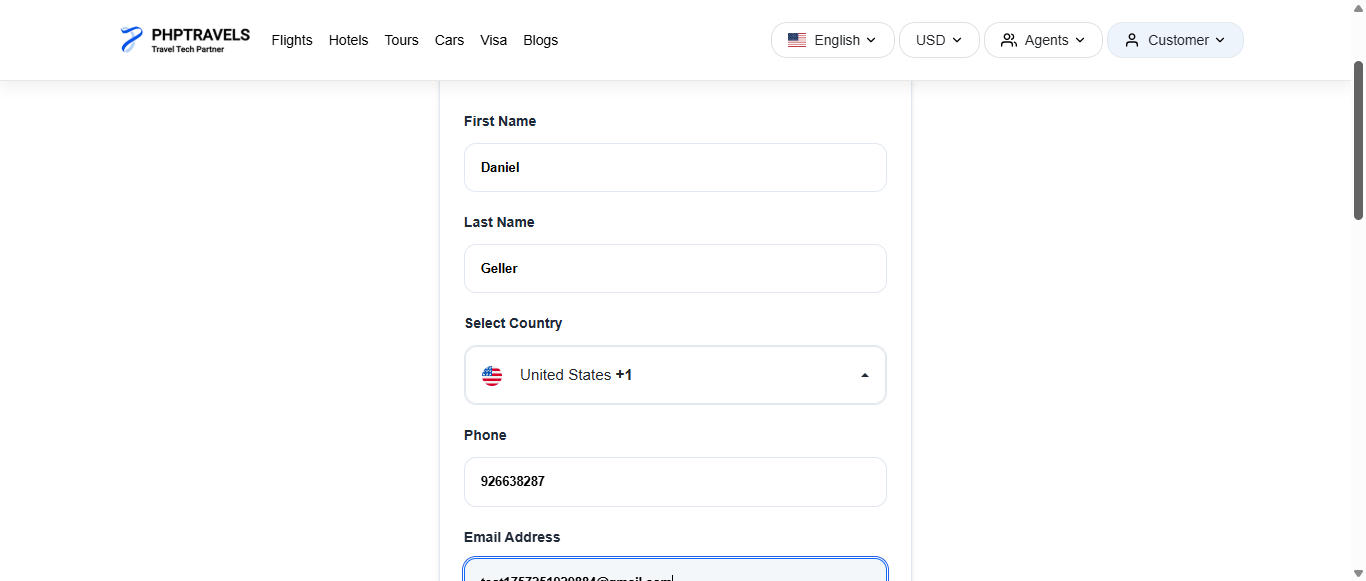 PHPTRAVELS
Travel Tech Partner
Flights Hotels Tours Cars Visa Blogs
English USD Agents Customer
First Name
Daniel
Last Name
Geller
Select Country
United States +1
Phone
926638287
Email Address